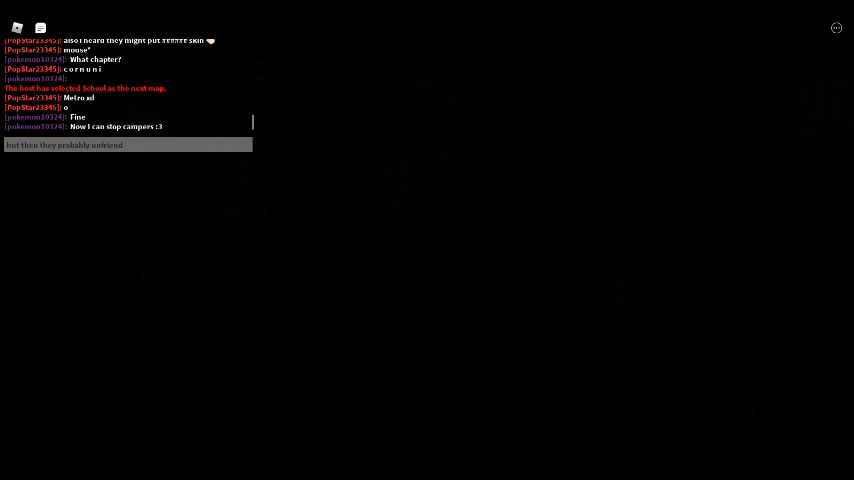 [PopStar23345]: also i heard they might put ###### skin
[PopStar23345]: mouse*
[pokemon10324]: What chapter?
[PopStar23345]: c o r n u n i
[pokemon10324]:
The host has selected School as the next map.
[PopStar23345]: Metro xd
[PopStar23345]: o
[pokemon10324]: Fine
[pokemon10324]: Now I can stop campers :3
but then they probably unfriend